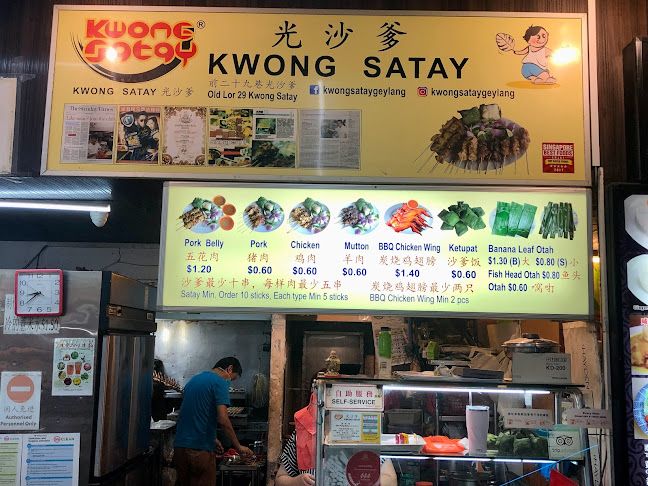 Kwong Satay ®
光沙爹
KWONG SATAY
KWONG SATAY 光沙爹
前二十九巷光沙爹
Old Lor.29 Kwong Satay
kwongsataygeylang
kwongsataygeylang
SINGAPORE
BEST FOODS
Pork Belly
五花肉
$1.20
Pork
猪肉
$0.60
Chicken
鸡肉
$0.60
Mutton
羊肉
$0.60
BBQ Chicken Wing
炭烧鸡翅膀
$1.40
Ketupat
沙爹饭
$0.60
Banana Leaf Otah
$1.30 (B)大 $0.80 (S)小
Fish Head Otah $0.80 鱼头
Otah $0.60
沙爹最少十串，每样肉最少五串
Satay Min. Order 10 sticks, Each type Min 5 sticks
炭烧鸡翅膀最少两只
BBQ Chicken Wing Min 2 pcs
闲人免进
Authorised
Personnel Only
自助服務
SELF-SERVICE
KD-200